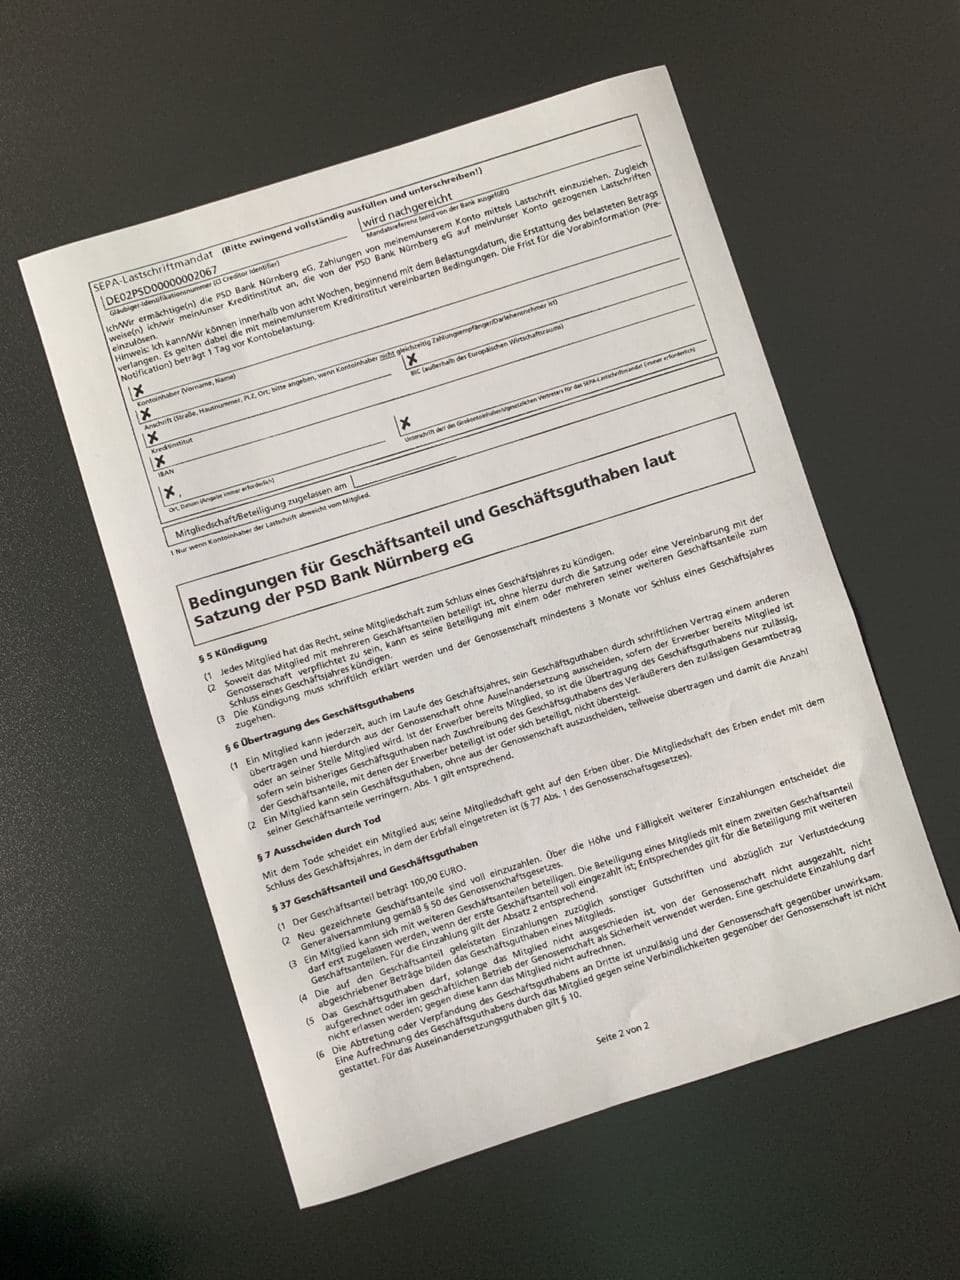 SEPA-Lastschriftmandat (Bitte zwingend vollständig ausfüllen und unterschreiben!)
DE02PSD00000002067
wird nachgereicht
Gläubiger-Identifikationsnummer (CI Creditor Identifier)
Mandatsreferenz (wird von der Bank ausgefüllt)
Ich/Wir ermächtige(n) die PSD Bank Nürnberg eG, Zahlungen von meinem/unserem Konto mittels Lastschrift einzuziehen. Zugleich
weise(n) ich/wir mein/unser Kreditinstitut an, die von der PSD Bank Nürnberg eG auf mein/unser Konto gezogenen Lastschriften
einzulösen.
Hinweis: Ich kann/Wir können innerhalb von acht Wochen, beginnend mit dem Belastungsdatum, die Erstattung des belasteten Betrags
verlangen. Es gelten dabei die mit meinem/unserem Kreditinstitut vereinbarten Bedingungen. Die Frist für die Vorabinformation (Pre-
Notification) beträgt 1 Tag vor Kontobelastung.
X
Kontoinhaber (Vorname, Name)
X
Anschrift (Straße, Hausnummer, PLZ, Ort; bitte angeben, wenn Kontoinhaber nicht gleichzeitig Zahlungsempfänger/Darlehensnehmer ist)
X
X
Kreditinstitut
BIC (außerhalb des Europäischen Wirtschaftsraums)
X
IBAN
X ,
X
Ort, Datum (Angabe immer erforderlich)
Unterschrift des/ der Girokontoinhaber/s/gesetzlichen Vertreters für das SEPA-Lastschriftmandat (immer erforderlich)
Mitgliedschaft/Beteiligung zugelassen am
1 Nur wenn Kontoinhaber der Lastschrift abweicht vom Mitglied.
Bedingungen für Geschäftsanteil und Geschäftsguthaben laut
Satzung der PSD Bank Nürnberg eG
§ 5 Kündigung
(1 Jedes Mitglied hat das Recht, seine Mitgliedschaft zum Schluss eines Geschäftsjahres zu kündigen.
(2 Soweit das Mitglied mit mehreren Geschäftsanteilen beteiligt ist, ohne hierzu durch die Satzung oder eine Vereinbarung mit der
Genossenschaft verpflichtet zu sein, kann es seine Beteiligung mit einem oder mehreren seiner weiteren Geschäftsanteile zum
Schluss eines Geschäftsjahres kündigen.
(3 Die Kündigung muss schriftlich erklärt werden und der Genossenschaft mindestens 3 Monate vor Schluss eines Geschäftsjahres
zugehen.
§ 6 Übertragung des Geschäftsguthabens
(1 Ein Mitglied kann jederzeit, auch im Laufe des Geschäftsjahres, sein Geschäftsguthaben durch schriftlichen Vertrag einem anderen
übertragen und hierdurch aus der Genossenschaft ohne Auseinandersetzung ausscheiden, sofern der Erwerber bereits Mitglied ist
oder an seiner Stelle Mitglied wird. Ist der Erwerber bereits Mitglied, so ist die Übertragung des Geschäftsguthabens nur zulässig,
sofern sein bisheriges Geschäftsguthaben nach Zuschreibung des Geschäftsguthabens des Veräußerers den zulässigen Gesamtbetrag
der Geschäftsanteile, mit denen der Erwerber beteiligt ist oder sich beteiligt, nicht übersteigt.
(2 Ein Mitglied kann sein Geschäftsguthaben, ohne aus der Genossenschaft auszuscheiden, teilweise übertragen und damit die Anzahl
seiner Geschäftsanteile verringern. Abs. 1 gilt entsprechend.
§ 7 Ausscheiden durch Tod
Mit dem Tode scheidet ein Mitglied aus; seine Mitgliedschaft geht auf den Erben über. Die Mitgliedschaft des Erben endet mit dem
Schluss des Geschäftsjahres, in dem der Erbfall eingetreten ist (§ 77 Abs. 1 des Genossenschaftsgesetzes).
§ 37 Geschäftsanteil und Geschäftsguthaben
(1 Der Geschäftsanteil beträgt 100,00 EURO.
(2 Neu gezeichnete Geschäftsanteile sind voll einzuzahlen. Über die Höhe und Fälligkeit weiterer Einzahlungen entscheidet die
Generalversammlung gemäß § 50 des Genossenschaftsgesetzes.
(3 Ein Mitglied kann sich mit weiteren Geschäftsanteilen beteiligen. Die Beteiligung eines Mitglieds mit einem zweiten Geschäftsanteil
darf erst zugelassen werden, wenn der erste Geschäftsanteil voll eingezahlt ist; Entsprechendes gilt für die Beteiligung mit weiteren
Geschäftsanteilen. Für die Einzahlung gilt der Absatz 2 entsprechend.
(4 Die auf den Geschäftsanteil geleisteten Einzahlungen zuzüglich sonstiger Gutschriften und abzüglich zur Verlustdeckung
abgeschriebener Beträge bilden das Geschäftsguthaben eines Mitglieds.
(5 Das Geschäftsguthaben darf, solange das Mitglied nicht ausgeschieden ist, von der Genossenschaft nicht ausgezahlt, nicht
aufgerechnet oder im geschäftlichen Betrieb der Genossenschaft als Sicherheit verwendet werden. Eine geschuldete Einzahlung darf
nicht erlassen werden; gegen diese kann das Mitglied nicht aufrechnen.
(6 Die Abtretung oder Verpfändung des Geschäftsguthabens an Dritte ist unzulässig und der Genossenschaft gegenüber unwirksam.
Eine Aufrechnung des Geschäftsguthabens durch das Mitglied gegen seine Verbindlichkeiten gegenüber der Genossenschaft ist nicht
gestattet. Für das Auseinandersetzungsguthaben gilt § 10.
Seite 2 von 2